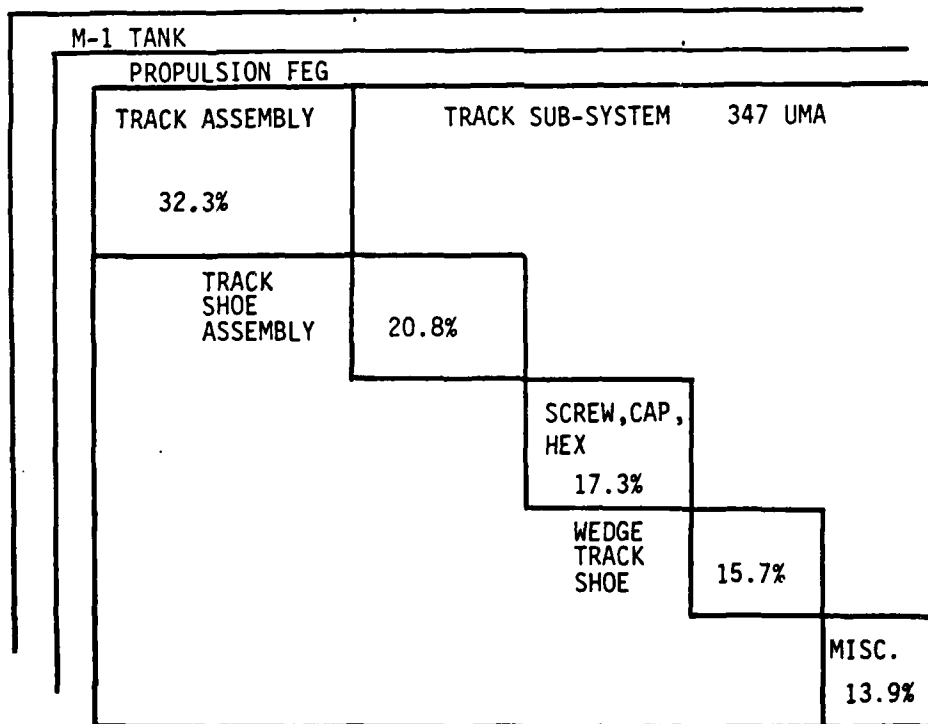 M-1 TANK
PROPULSION FEG
TRACK ASSEMBLY
TRACK SUB-SYSTEM 347 UMA
32.3%
TRACK
SHOE
ASSEMBLY
20.8%
SCREW,CAP,
HEX
17.3%
WEDGE
TRACK
SHOE
15.7%
MISC.
13.9%